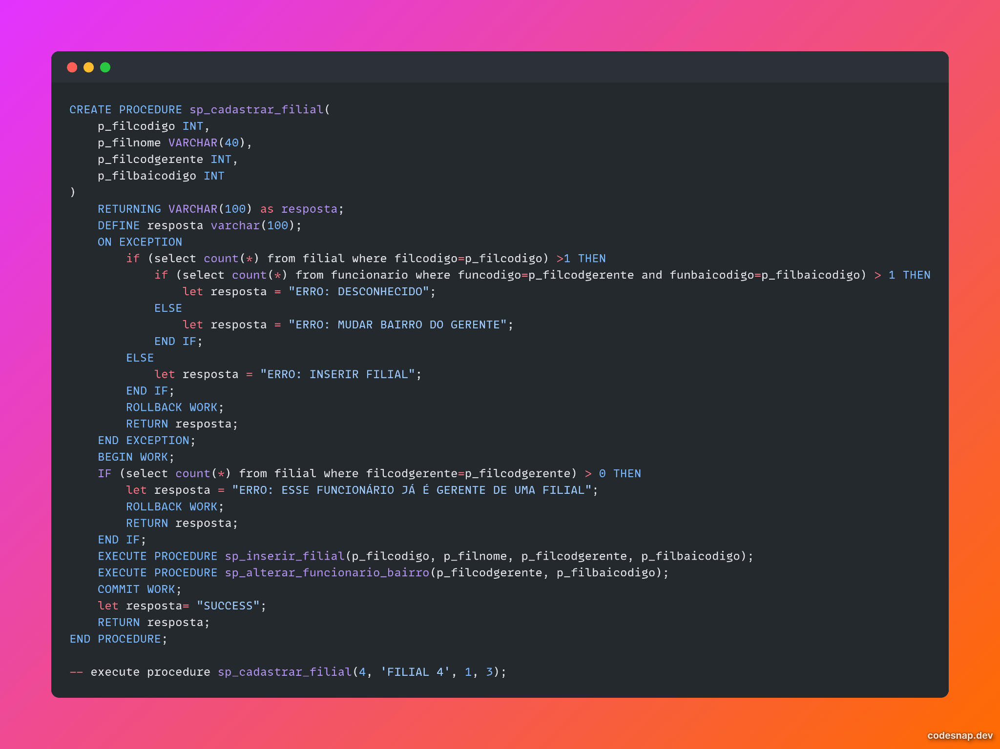 CREATE PROCEDURE sp_cadastrar_filial(
    p_filcodigo INT,
    p_filnome VARCHAR(40),
    p_filcodgerente INT,
    p_filbaicodigo INT
)
    RETURNING VARCHAR(100) as resposta;
    DEFINE resposta varchar(100);
    ON EXCEPTION
        if (select count(*) from filial where filcodigo=p_filcodigo) >1 THEN
            if (select count(*) from funcionario where funcodigo=p_filcodgerente and funbaicodigo=p_filbaicodigo) > 1 THEN
                let resposta = "ERRO: DESCONHECIDO";
            ELSE
                let resposta = "ERRO: MUDAR BAIRRO DO GERENTE";
            END IF;
        ELSE
            let resposta = "ERRO: INSERIR FILIAL";
        END IF;
        ROLLBACK WORK;
        RETURN resposta;
    END EXCEPTION;
    BEGIN WORK;
    IF (select count(*) from filial where filcodgerente=p_filcodgerente) > 0 THEN
        let resposta = "ERRO: ESSE FUNCIONÁRIO JÁ É GERENTE DE UMA FILIAL";
        ROLLBACK WORK;
        RETURN resposta;
    END IF;
    EXECUTE PROCEDURE sp_inserir_filial(p_filcodigo, p_filnome, p_filcodgerente, p_filbaicodigo);
    EXECUTE PROCEDURE sp_alterar_funcionario_bairro(p_filcodgerente, p_filbaicodigo);
    COMMIT WORK;
    let resposta= "SUCCESS";
    RETURN resposta;
END PROCEDURE;

-- execute procedure sp_cadastrar_filial(4, 'FILIAL 4', 1, 3);
codesnap.dev